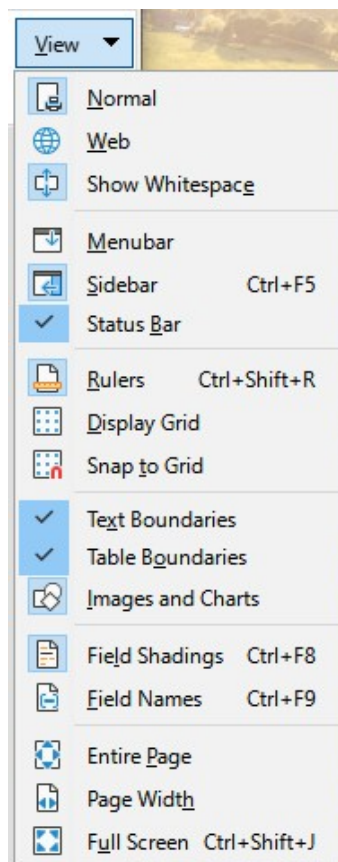 View
Normal
Web
Show Whitespace
Menubar
Sidebar Ctrl+F5
Status Bar
Rulers Ctrl+Shift+R
Display Grid
Snap to Grid
Text Boundaries
Table Boundaries
Images and Charts
Field Shadings Ctrl+F8
Field Names Ctrl+F9
Entire Page
Page Width
Full Screen Ctrl+Shift+J